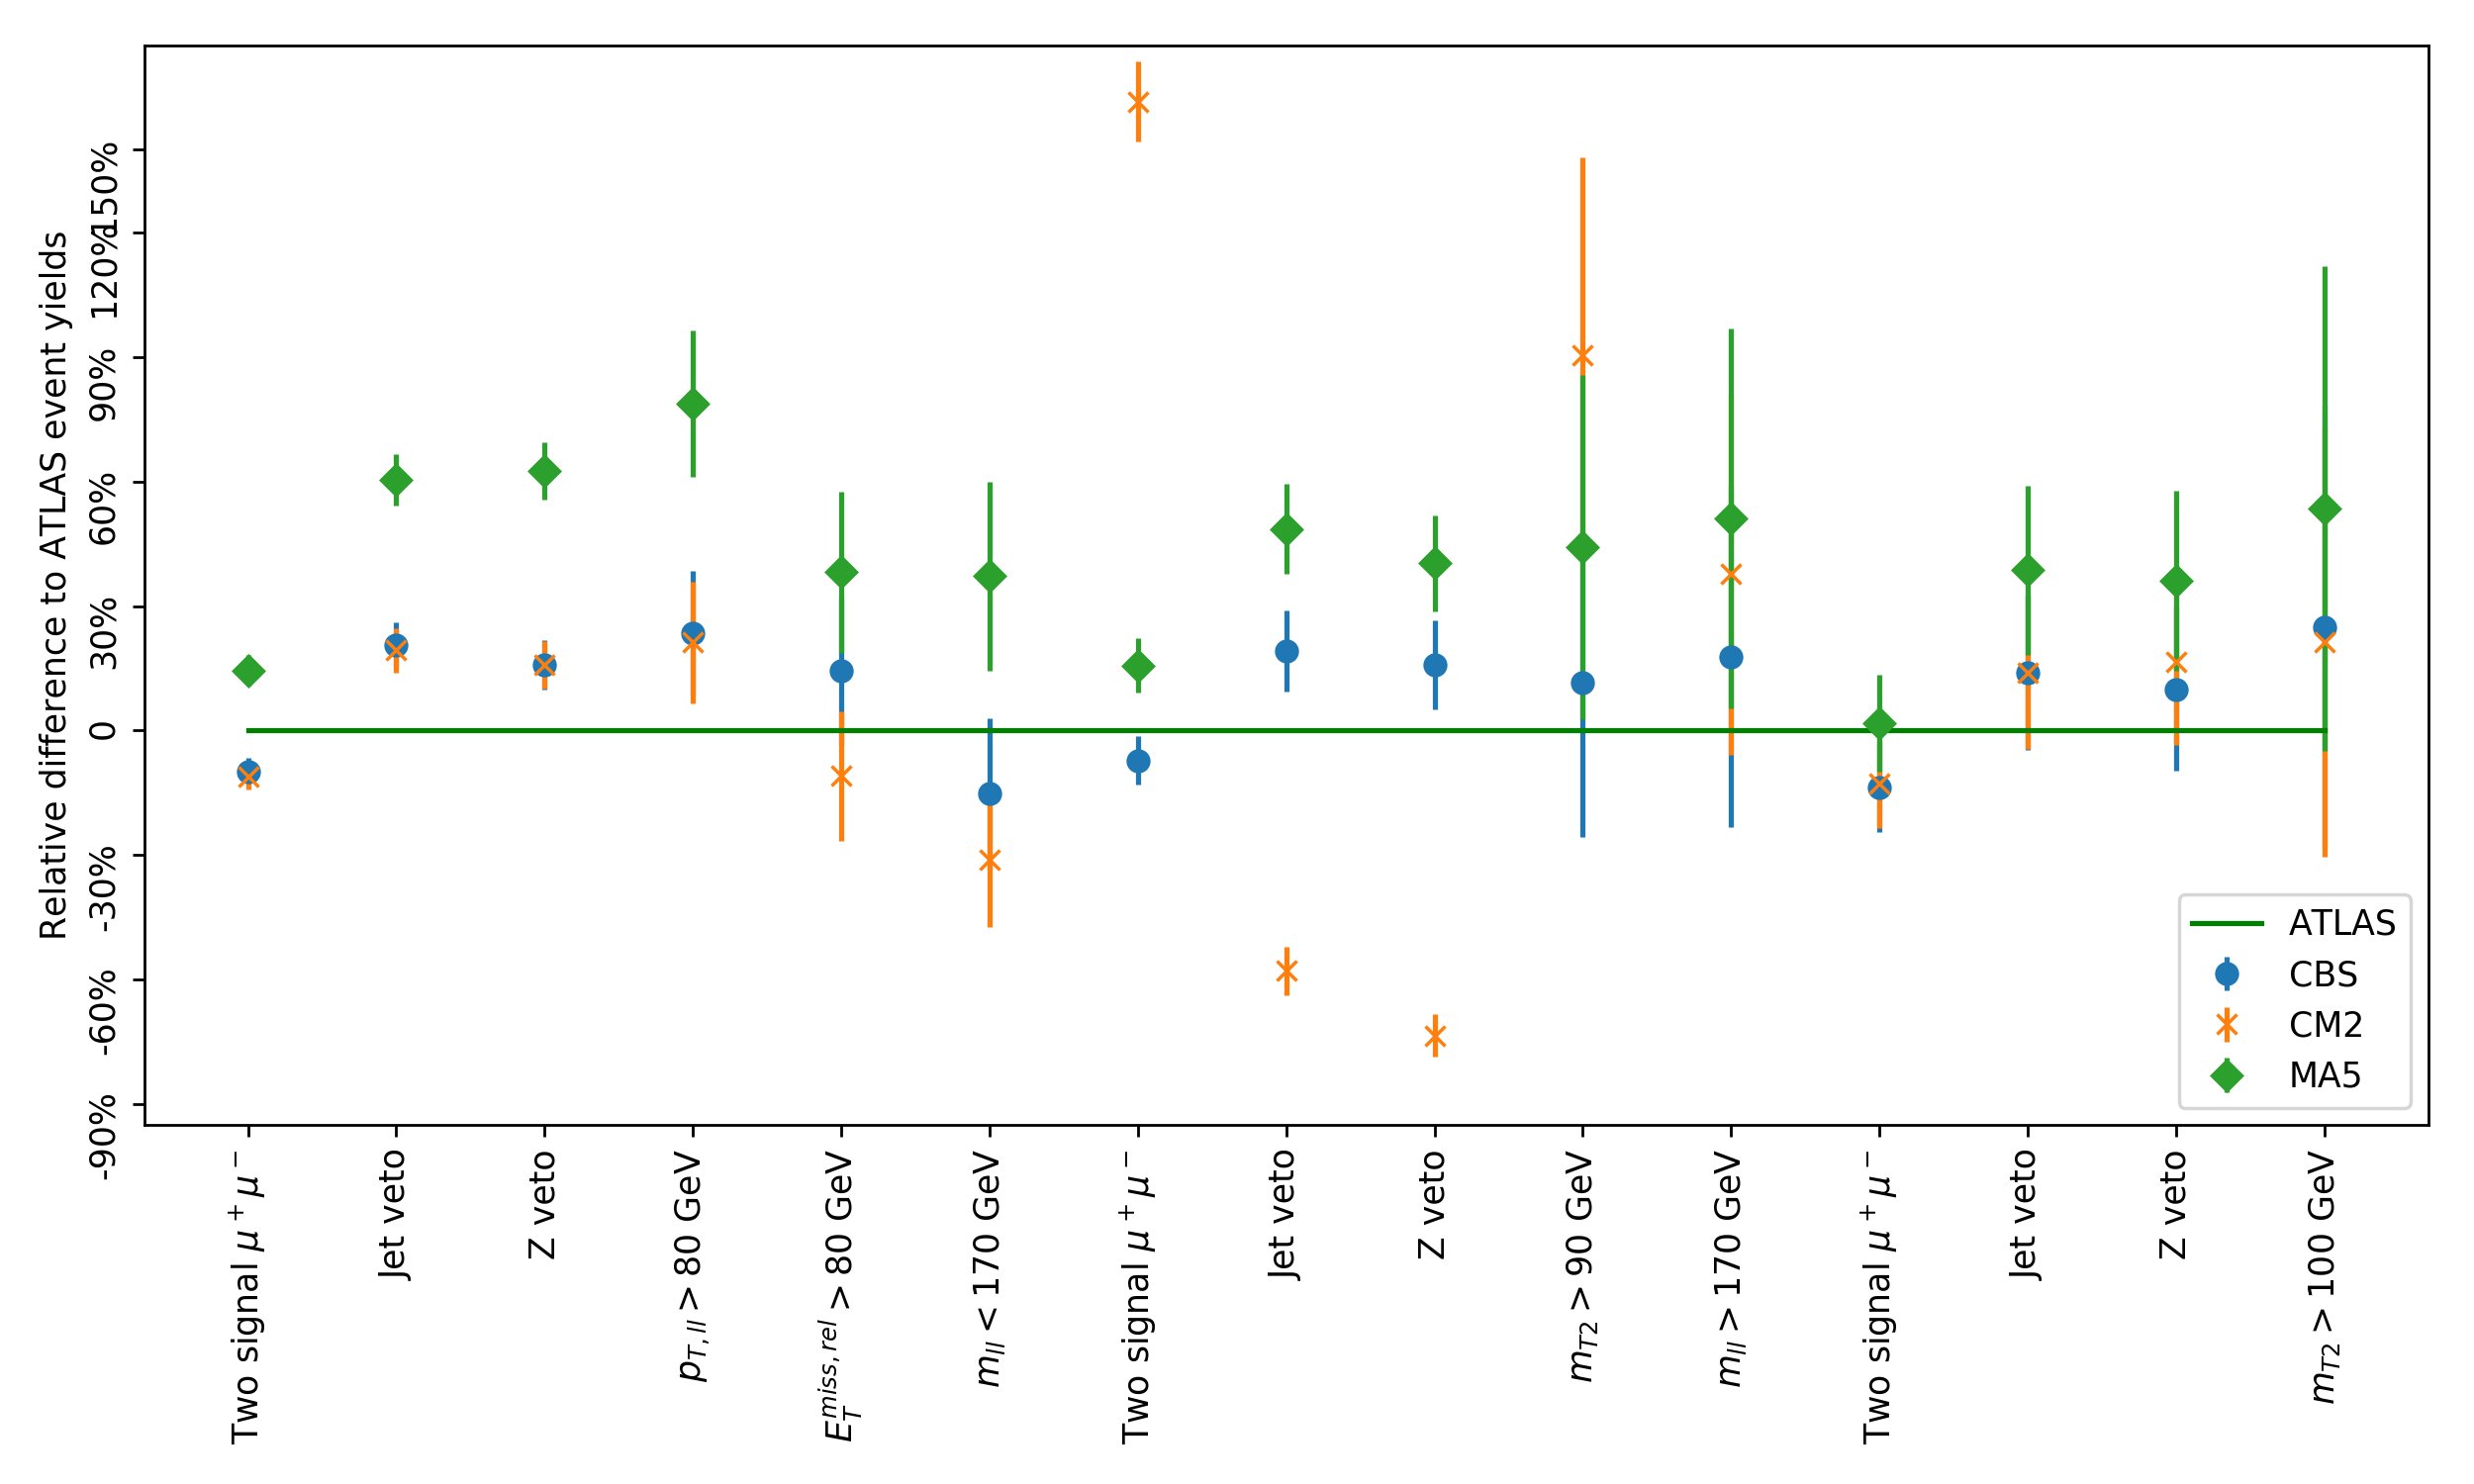 Relative difference to ATLAS event yields
150%
120%
90%
60%
30%
0
-30%
-60%
-90%
Two signal μ⁺μ⁻
Jet veto
Z veto
p_{T,ll} > 80 GeV
E_T^{miss,rel} > 80 GeV
m_{ll} < 170 GeV
Two signal μ⁺μ⁻
Jet veto
Z veto
m_{T2} > 90 GeV
m_{ll} > 170 GeV
Two signal μ⁺μ⁻
Jet veto
Z veto
m_{T2} > 100 GeV
ATLAS
CBS
CM2
MA5